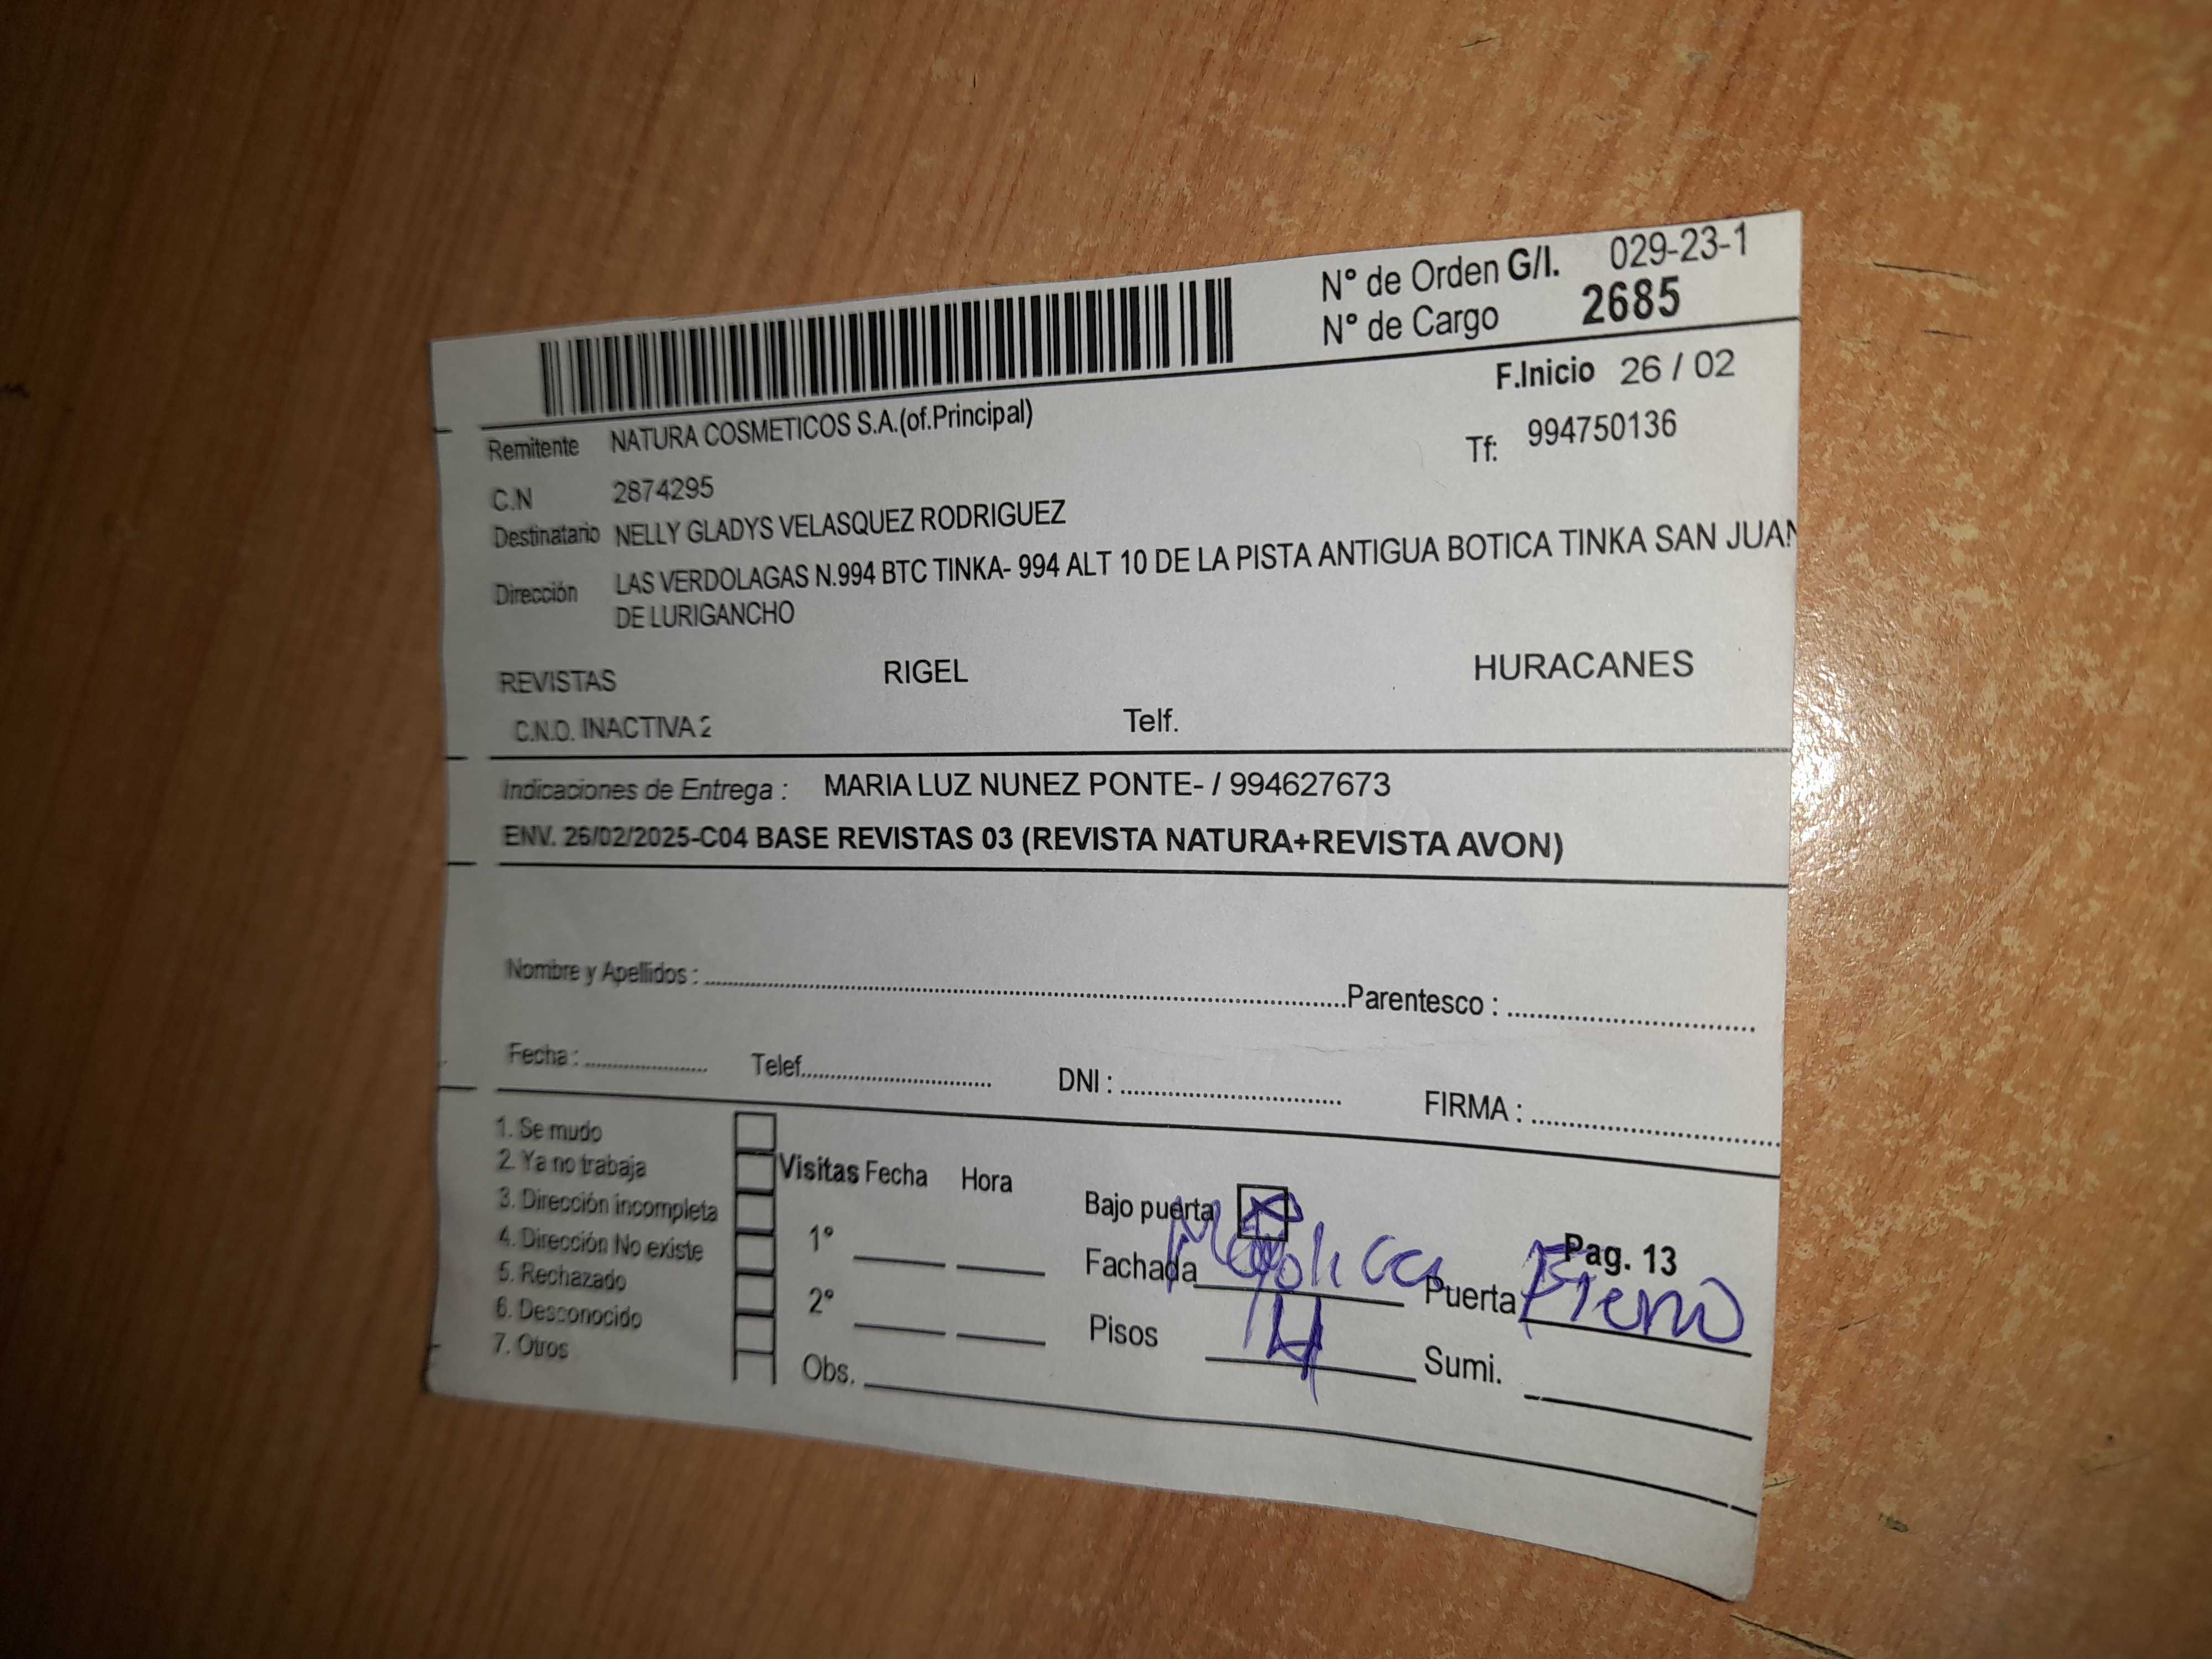 N° de Orden G/I. 029-23-1
N° de Cargo 2685
F.Inicio 26 / 02
Remitente NATURA COSMETICOS S.A.(of.Principal)
Tf: 994750136
C.N 2874295
Destinatario NELLY GLADYS VELASQUEZ RODRIGUEZ
Dirección LAS VERDOLAGAS N.994 BTC TINKA- 994 ALT 10 DE LA PISTA ANTIGUA BOTICA TINKA SAN JUAN
DE LURIGANCHO
REVISTAS RIGEL HURACANES
C.N.O. INACTIVA 2 Telf.
Indicaciones de Entrega : MARIA LUZ NUNEZ PONTE- / 994627673
ENV. 26/02/2025-C04 BASE REVISTAS 03 (REVISTA NATURA+REVISTA AVON)
Nombre y Apellidos : Parentesco :
Fecha : Telef. DNI : FIRMA :
1. Se mudo
2. Ya no trabaja
3. Dirección incompleta
4. Dirección No existe
5. Rechazado
6. Desconocido
7. Otros
Visitas Fecha Hora
1°
2°
Obs.
Bajo puerta
Pag. 13
Fachada
Puerta Fierro
Pisos 4
Sumi.